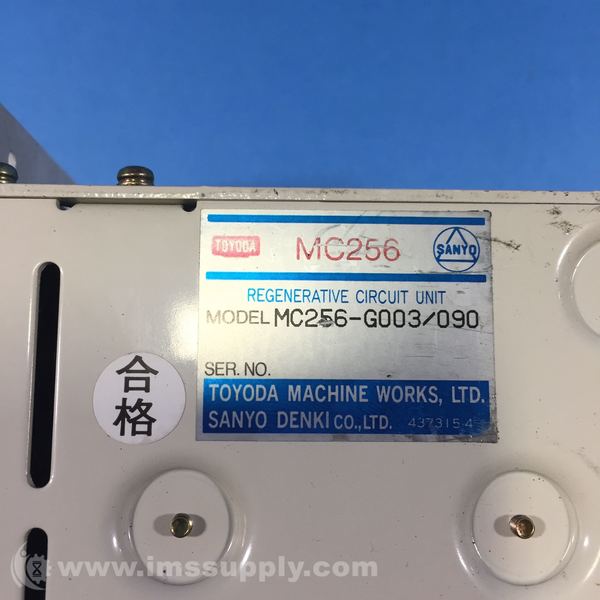 TOYODA MC256 SANYO
REGENERATIVE CIRCUIT UNIT
MODEL MC256-G003/090
SER. NO.
TOYODA MACHINE WORKS, LTD.
SANYO DENKI CO., LTD. 437315-4
合格
www.imssupply.com